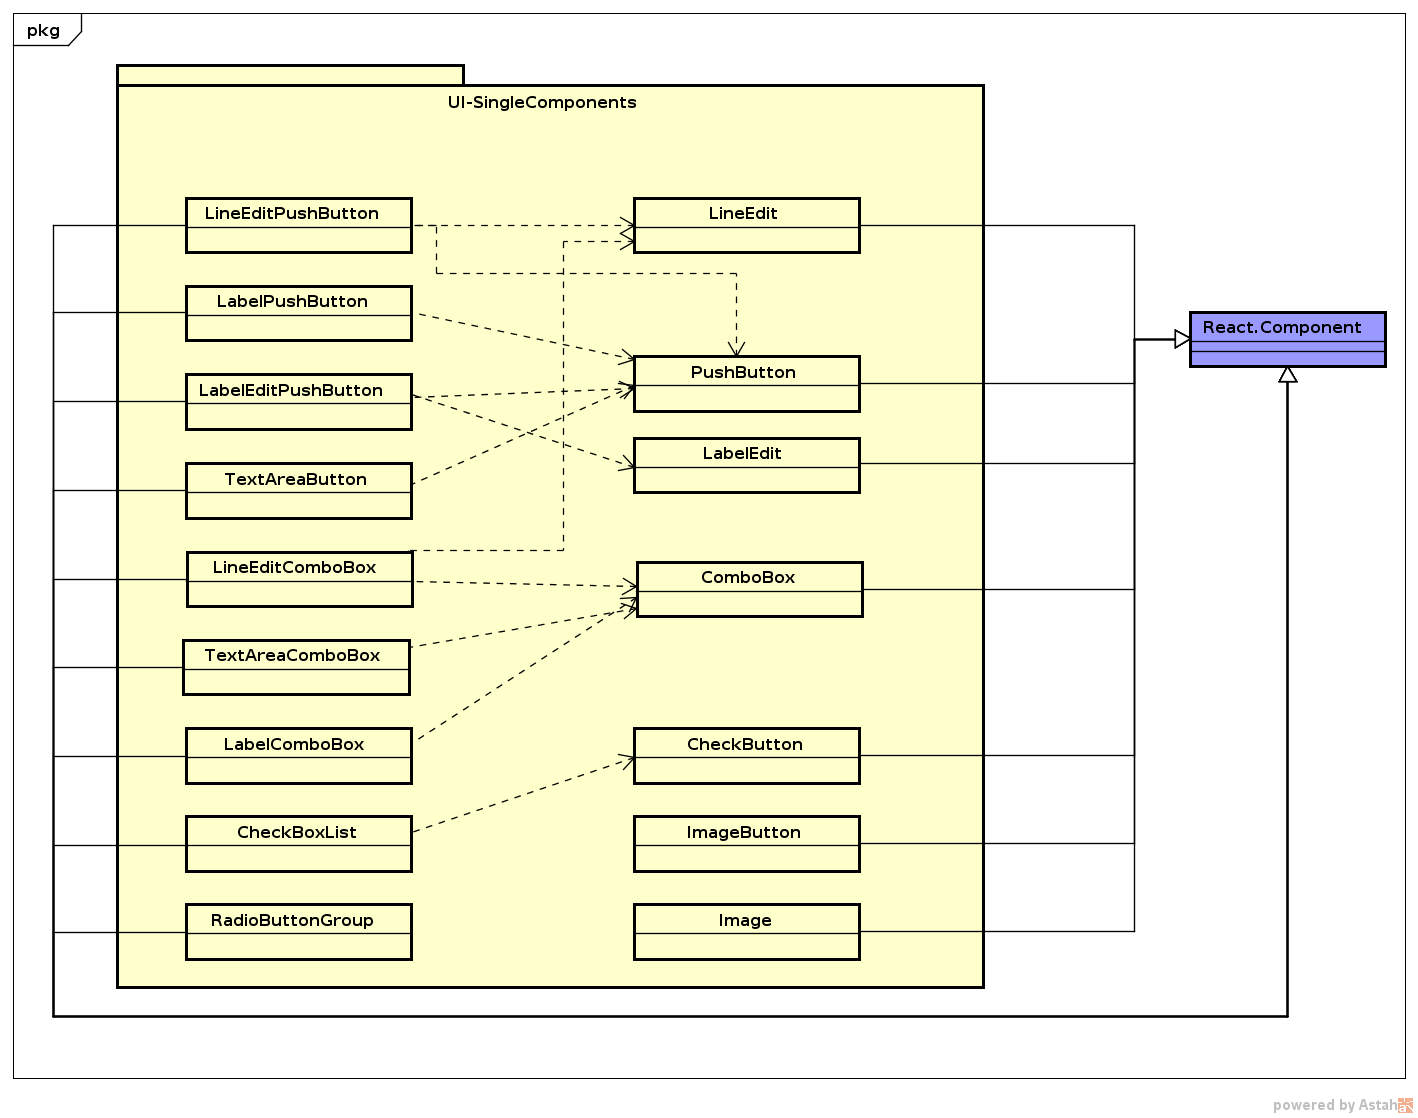 pkg
UI-SingleComponents
LineEditPushButton
LineEdit
LabelPushButton
React.Component
PushButton
LabelEditPushButton
LabelEdit
TextAreaButton
LineEditComboBox
ComboBox
TextAreaComboBox
LabelComboBox
CheckButton
CheckBoxList
ImageButton
RadioButtonGroup
Image
powered by Astah